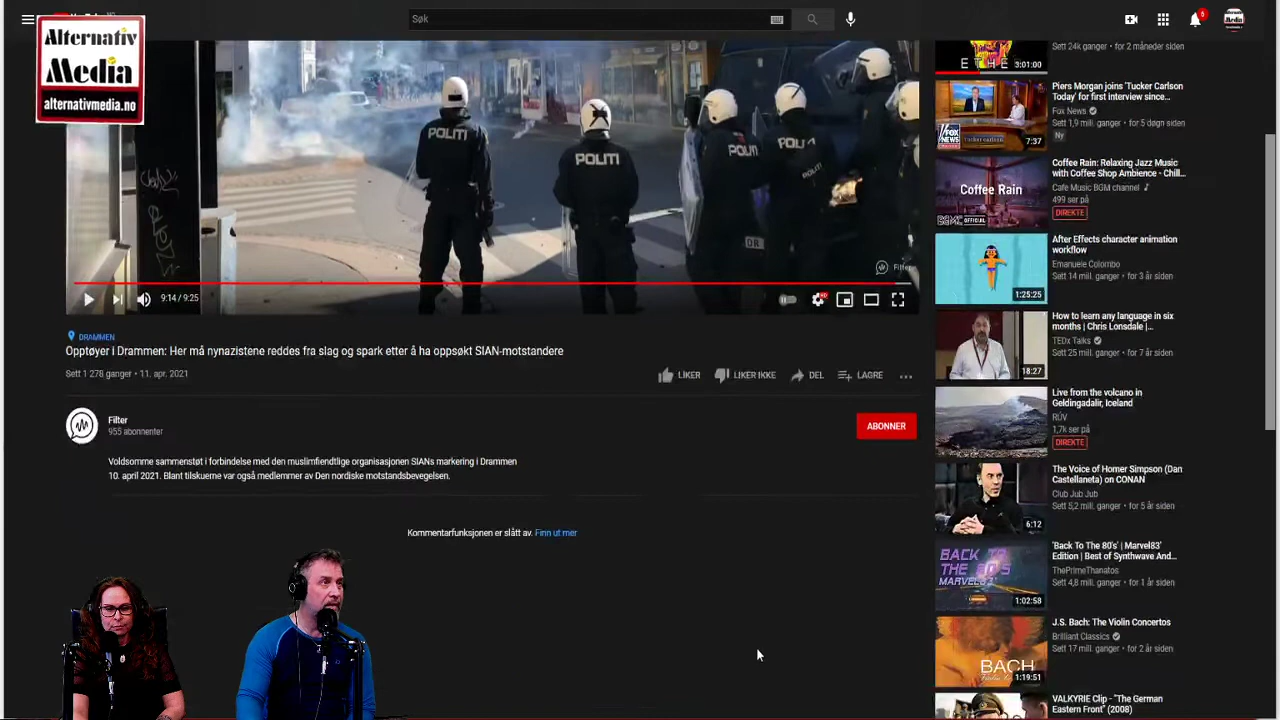 Søk
6
Alternativ
Media
alternativmedia.no
POLITI
POLITI
POLITI
DR
Filter
9:14 / 9:25
DRAMMEN
Opptøyer i Drammen: Her må nynazistene reddes fra slag og spark etter å ha oppsøkt SIAN-motstandere
Sett 1 278 ganger • 11. apr. 2021
LIKER
LIKER IKKE
DEL
LAGRE
Filter
955 abonnenter
ABONNER
Voldsomme sammenstøt i forbindelse med den muslimfiendtlige organisasjonen SIANs markering i Drammen
10. april 2021. Blant tilskuerne var også medlemmer av Den nordiske motstandsbevegelsen.
Kommentarfunksjonen er slått av. Finn ut mer
Sett 24k ganger • for 2 måneder siden
ETHE
3:01:00
Piers Morgan joins 'Tucker Carlson
Today' for first interview since...
Fox News
Sett 1,9 mill. ganger • for 5 døgn siden
Ny
7:37
Coffee Rain: Relaxing Jazz Music
with Coffee Shop Ambience - Chill...
Cafe Music BGM channel
499 ser på
DIREKTE
Coffee Rain
After Effects character animation
workflow
Emanuele Colombo
Sett 14 mill. ganger • for 3 år siden
1:25:25
How to learn any language in six
months | Chris Lonsdale |...
TEDx Talks
Sett 25 mill. ganger • for 7 år siden
18:27
Live from the volcano in
Geldingadalir, Iceland
RÚV
1,7k ser på
DIREKTE
The Voice of Homer Simpson (Dan
Castellaneta) on CONAN
Club Jub Jub
Sett 5,2 mill. ganger • for 5 år siden
6:12
'Back To The 80's' | Marvel83'
Edition | Best of Synthwave And...
ThePrimeThanatos
Sett 4,8 mill. ganger • for 1 år siden
BACK TO
THE 80'S
MARVEL83'
1:02:58
J.S. Bach: The Violin Concertos
Brilliant Classics
Sett 17 mill. ganger • for 2 år siden
BACH
1:19:51
VALKYRIE Clip - "The German
Eastern Front" (2008)